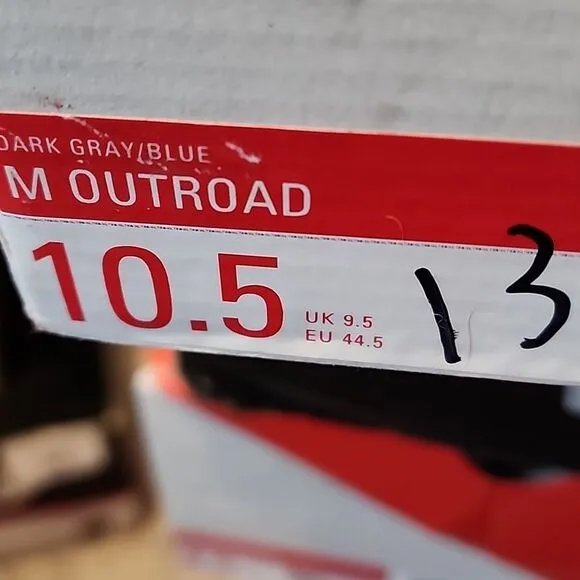 DARK GRAY/BLUE
M OUTROAD
10.5
UK 9.5
EU 44.5
13